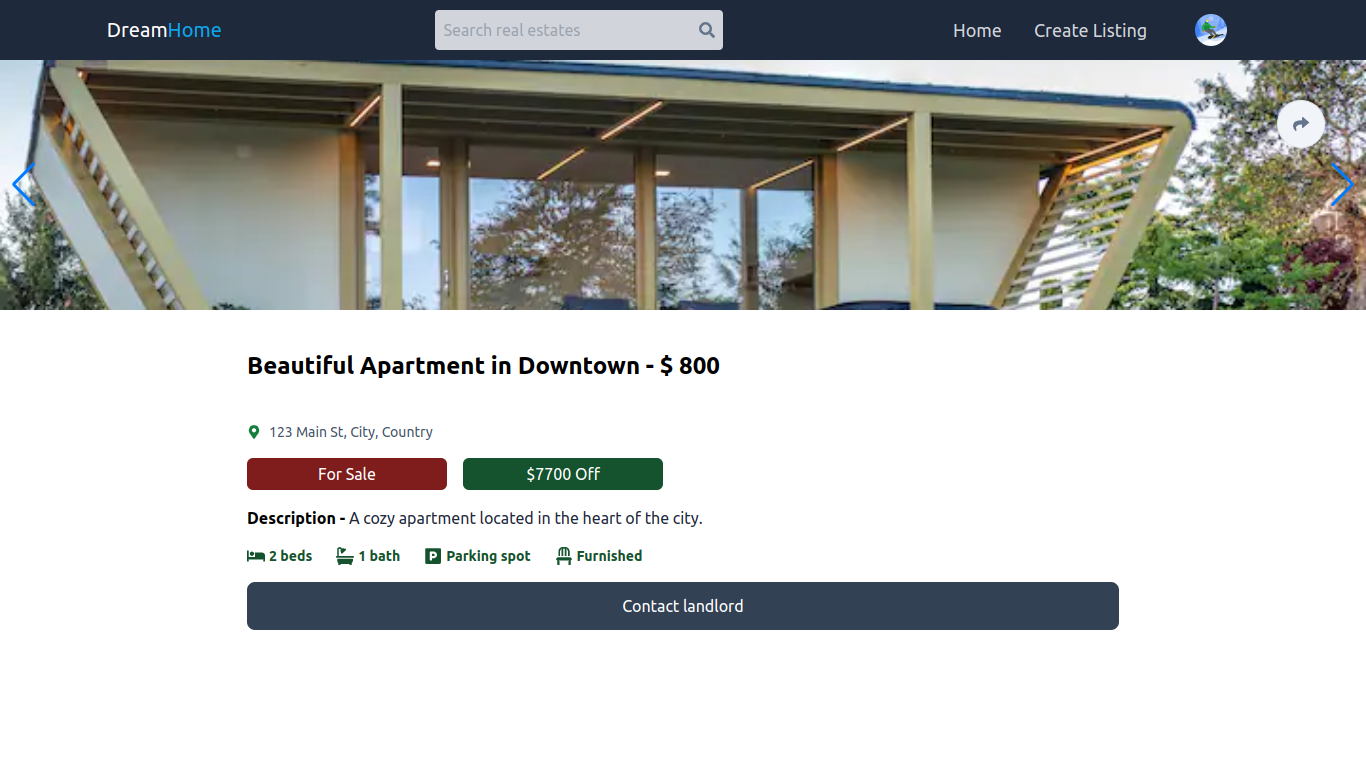 DreamHome
Search real estates
Home
Create Listing
Beautiful Apartment in Downtown - $ 800
123 Main St, City, Country
For Sale
$7700 Off
Description - A cozy apartment located in the heart of the city.
2 beds
1 bath
P Parking spot
Furnished
Contact landlord